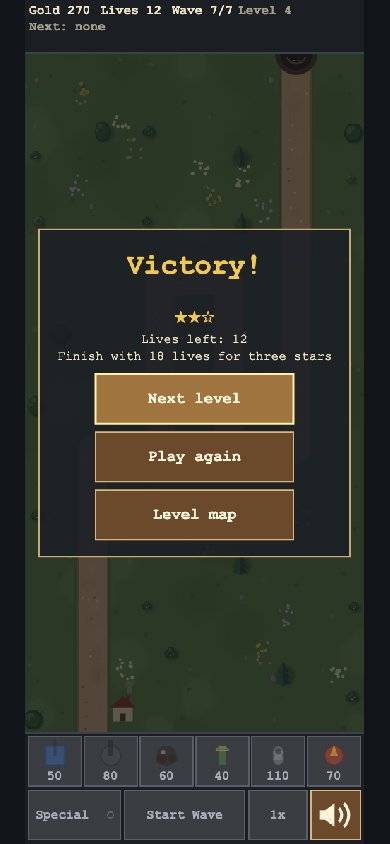 Gold 270 Lives 12 Wave 7/7 Level 4
Next: none
Victory!
★★☆
Lives left: 12
Finish with 18 lives for three stars
Next level
Play again
Level map
50 80 60 40 110 70
Special Start Wave 1x